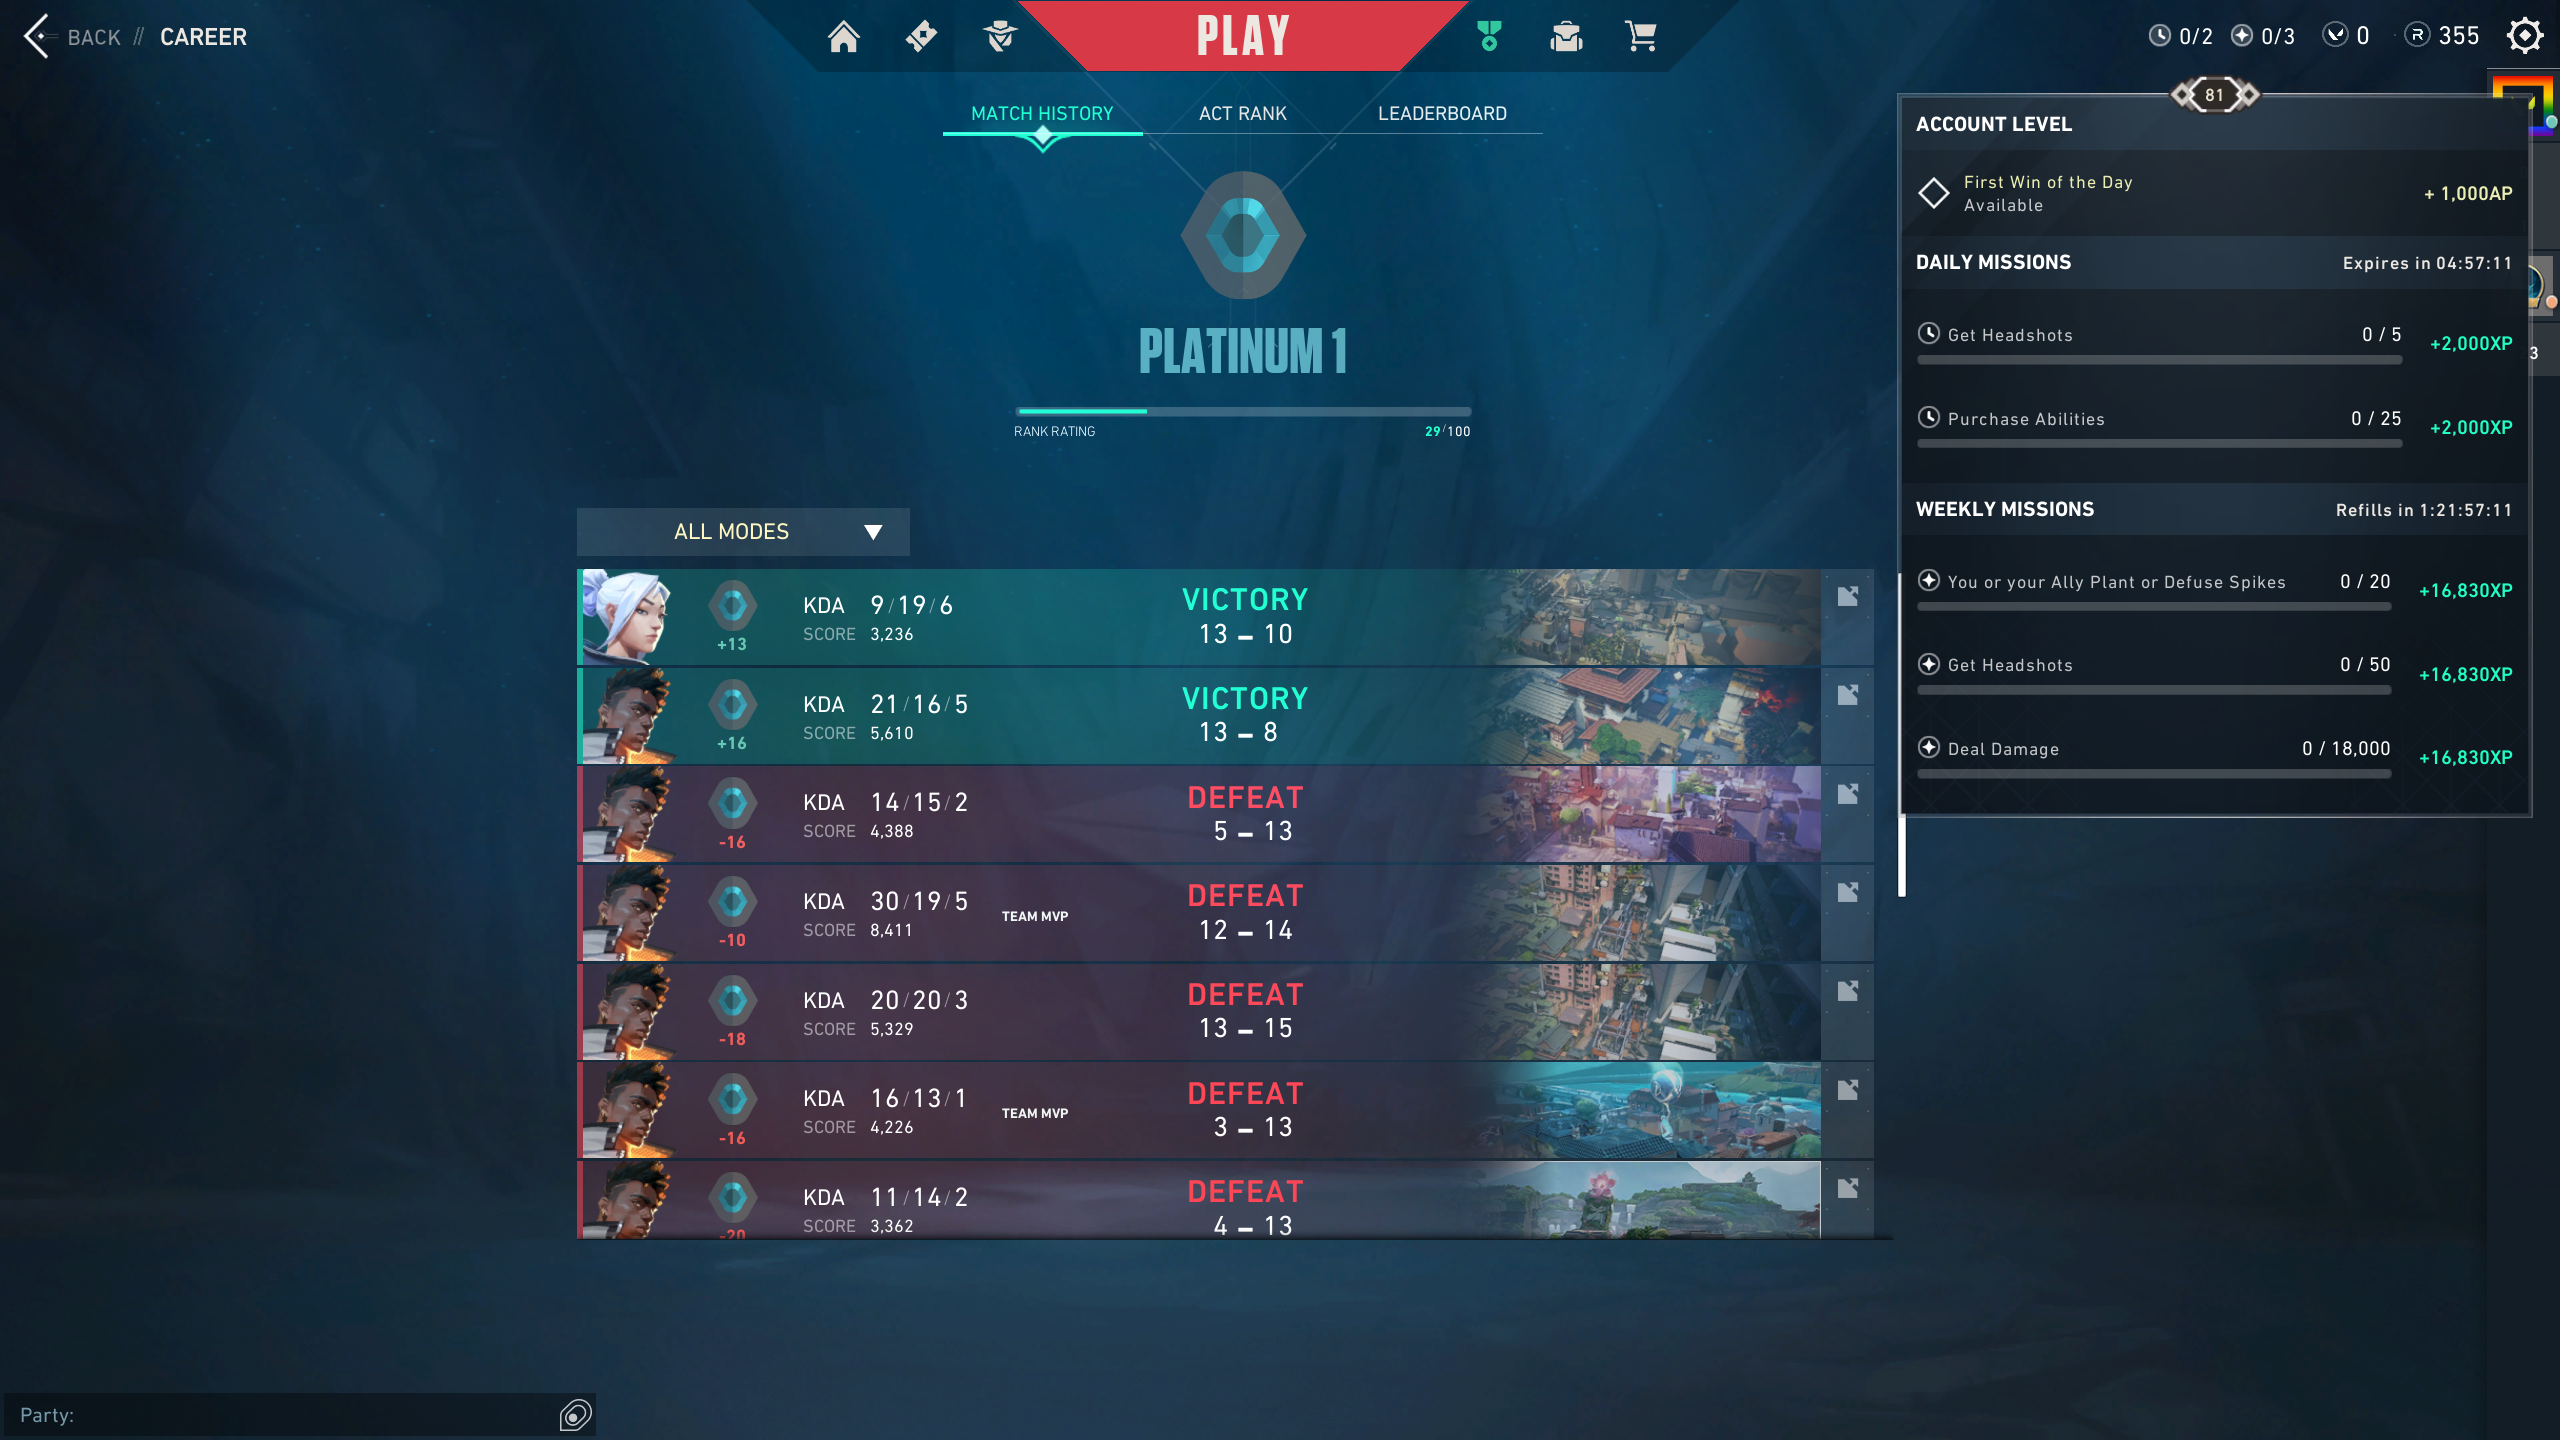 BACK // CAREER
PLAY
0/2
0/3
0
355
MATCH HISTORY
ACT RANK
LEADERBOARD
PLATINUM 1
RANK RATING
29/100
ALL MODES
+13
KDA 9/19/6
SCORE 3,236
VICTORY
13 – 10
+16
KDA 21/16/5
SCORE 5,610
VICTORY
13 – 8
-16
KDA 14/15/2
SCORE 4,388
DEFEAT
5 – 13
-10
KDA 30/19/5
SCORE 8,411
TEAM MVP
DEFEAT
12 – 14
-18
KDA 20/20/3
SCORE 5,329
DEFEAT
13 – 15
-16
KDA 16/13/1
SCORE 4,226
TEAM MVP
DEFEAT
3 – 13
-20
KDA 11/14/2
SCORE 3,362
DEFEAT
4 – 13
81
ACCOUNT LEVEL
First Win of the Day
Available
+ 1,000AP
DAILY MISSIONS
Expires in 04:57:11
Get Headshots 0 / 5
+2,000XP
Purchase Abilities 0 / 25
+2,000XP
WEEKLY MISSIONS
Refills in 1:21:57:11
You or your Ally Plant or Defuse Spikes 0 / 20
+16,830XP
Get Headshots 0 / 50
+16,830XP
Deal Damage 0 / 18,000
+16,830XP
3
Party: